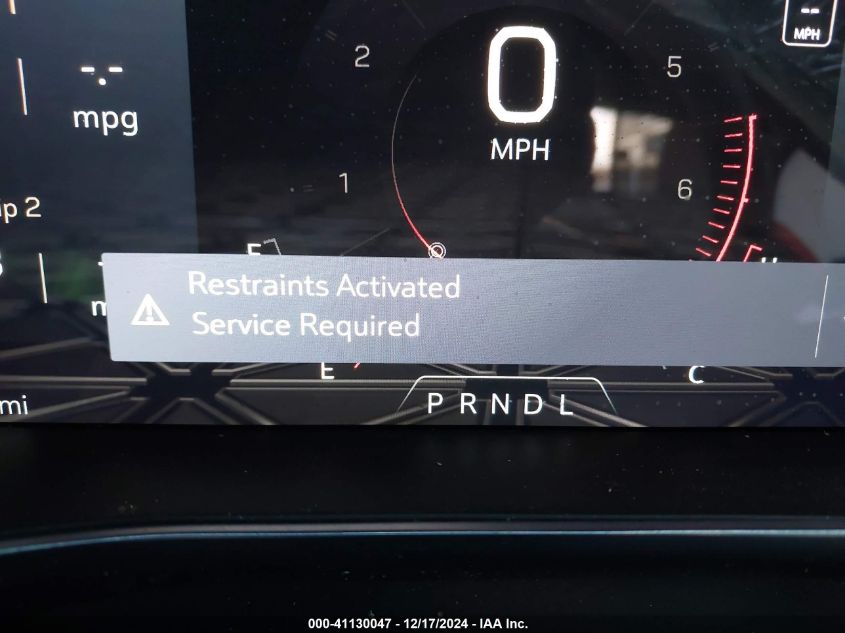 -.-
mpg
ip 2
mi
0
MPH
1
2
5
6
--
MPH
Restraints Activated
Service Required
E
C
P R N D L
000-41130047 - 12/17/2024 - IAA Inc.